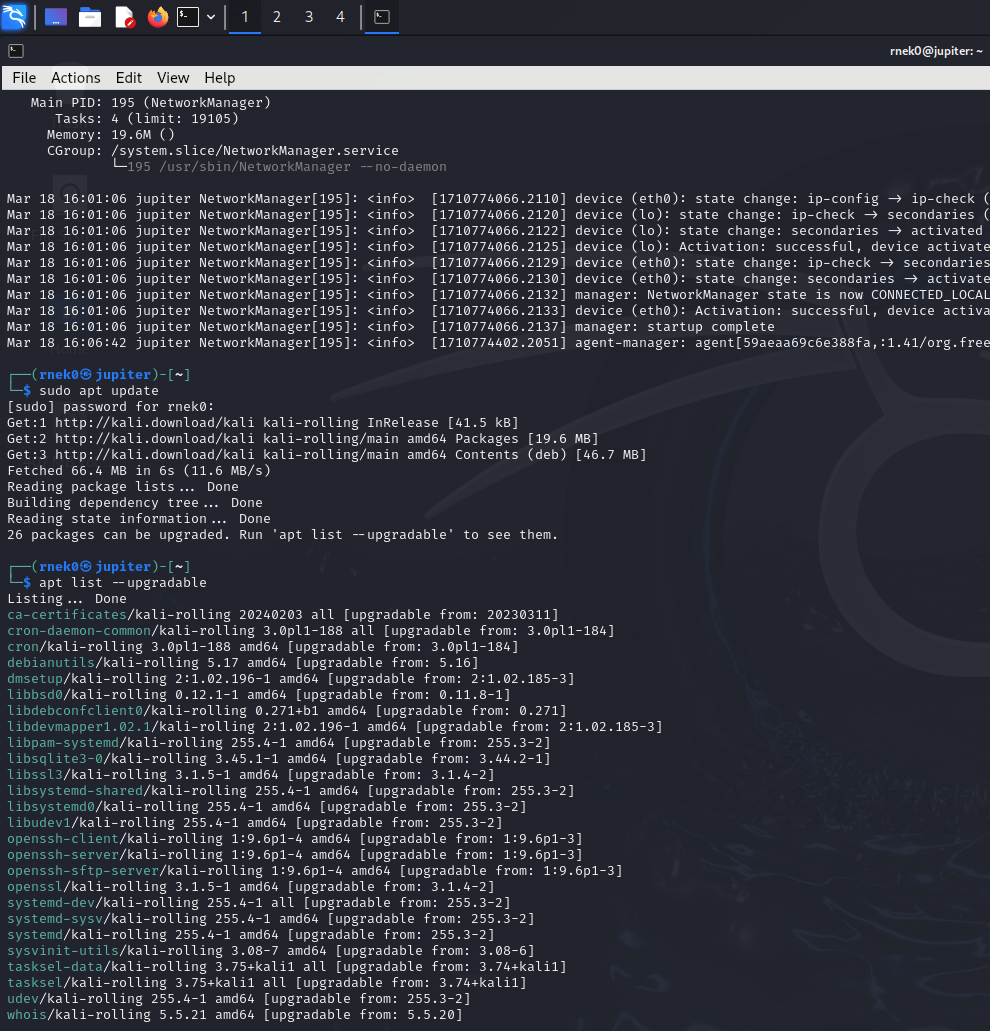 1 2 3 4
rnek0@jupiter: ~
File Actions Edit View Help
Main PID: 195 (NetworkManager)
Tasks: 4 (limit: 19105)
Memory: 19.6M ()
CGroup: /system.slice/NetworkManager.service
└─195 /usr/sbin/NetworkManager --no-daemon
Mar 18 16:01:06 jupiter NetworkManager[195]: <info>  [1710774066.2110] device (eth0): state change: ip-config → ip-check (
Mar 18 16:01:06 jupiter NetworkManager[195]: <info>  [1710774066.2120] device (lo): state change: ip-check → secondaries (
Mar 18 16:01:06 jupiter NetworkManager[195]: <info>  [1710774066.2122] device (lo): state change: secondaries → activated
Mar 18 16:01:06 jupiter NetworkManager[195]: <info>  [1710774066.2125] device (lo): Activation: successful, device activate
Mar 18 16:01:06 jupiter NetworkManager[195]: <info>  [1710774066.2129] device (eth0): state change: ip-check → secondaries
Mar 18 16:01:06 jupiter NetworkManager[195]: <info>  [1710774066.2130] device (eth0): state change: secondaries → activate
Mar 18 16:01:06 jupiter NetworkManager[195]: <info>  [1710774066.2132] manager: NetworkManager state is now CONNECTED_LOCAL
Mar 18 16:01:06 jupiter NetworkManager[195]: <info>  [1710774066.2133] device (eth0): Activation: successful, device activa
Mar 18 16:01:06 jupiter NetworkManager[195]: <info>  [1710774066.2137] manager: startup complete
Mar 18 16:06:42 jupiter NetworkManager[195]: <info>  [1710774402.2051] agent-manager: agent[59aeaa69c6e388fa,:1.41/org.free
┌──(rnek0㉿jupiter)-[~]
└─$ sudo apt update
[sudo] password for rnek0:
Get:1 http://kali.download/kali kali-rolling InRelease [41.5 kB]
Get:2 http://kali.download/kali kali-rolling/main amd64 Packages [19.6 MB]
Get:3 http://kali.download/kali kali-rolling/main amd64 Contents (deb) [46.7 MB]
Fetched 66.4 MB in 6s (11.6 MB/s)
Reading package lists... Done
Building dependency tree... Done
Reading state information... Done
26 packages can be upgraded. Run 'apt list --upgradable' to see them.
┌──(rnek0㉿jupiter)-[~]
└─$ apt list --upgradable
Listing... Done
ca-certificates/kali-rolling 20240203 all [upgradable from: 20230311]
cron-daemon-common/kali-rolling 3.0pl1-188 all [upgradable from: 3.0pl1-184]
cron/kali-rolling 3.0pl1-188 amd64 [upgradable from: 3.0pl1-184]
debianutils/kali-rolling 5.17 amd64 [upgradable from: 5.16]
dmsetup/kali-rolling 2:1.02.196-1 amd64 [upgradable from: 2:1.02.185-3]
libbsd0/kali-rolling 0.12.1-1 amd64 [upgradable from: 0.11.8-1]
libdebconfclient0/kali-rolling 0.271+b1 amd64 [upgradable from: 0.271]
libdevmapper1.02.1/kali-rolling 2:1.02.196-1 amd64 [upgradable from: 2:1.02.185-3]
libpam-systemd/kali-rolling 255.4-1 amd64 [upgradable from: 255.3-2]
libsqlite3-0/kali-rolling 3.45.1-1 amd64 [upgradable from: 3.44.2-1]
libssl3/kali-rolling 3.1.5-1 amd64 [upgradable from: 3.1.4-2]
libsystemd-shared/kali-rolling 255.4-1 amd64 [upgradable from: 255.3-2]
libsystemd0/kali-rolling 255.4-1 amd64 [upgradable from: 255.3-2]
libudev1/kali-rolling 255.4-1 amd64 [upgradable from: 255.3-2]
openssh-client/kali-rolling 1:9.6p1-4 amd64 [upgradable from: 1:9.6p1-3]
openssh-server/kali-rolling 1:9.6p1-4 amd64 [upgradable from: 1:9.6p1-3]
openssh-sftp-server/kali-rolling 1:9.6p1-4 amd64 [upgradable from: 1:9.6p1-3]
openssl/kali-rolling 3.1.5-1 amd64 [upgradable from: 3.1.4-2]
systemd-dev/kali-rolling 255.4-1 all [upgradable from: 255.3-2]
systemd-sysv/kali-rolling 255.4-1 amd64 [upgradable from: 255.3-2]
systemd/kali-rolling 255.4-1 amd64 [upgradable from: 255.3-2]
sysvinit-utils/kali-rolling 3.08-7 amd64 [upgradable from: 3.08-6]
tasksel-data/kali-rolling 3.75+kali1 all [upgradable from: 3.74+kali1]
tasksel/kali-rolling 3.75+kali1 all [upgradable from: 3.74+kali1]
udev/kali-rolling 255.4-1 amd64 [upgradable from: 255.3-2]
whois/kali-rolling 5.5.21 amd64 [upgradable from: 5.5.20]